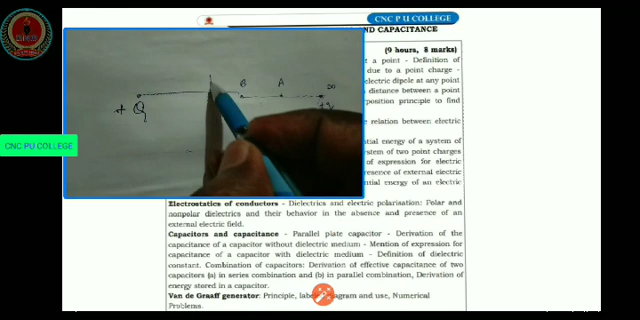 CNC P U COLLEGE
AND CAPACITANCE
(9 hours, 8 marks)
t a point - Definition of
due to a point charge -
electric dipole at any point
distance between a point
position principle to find
relation between electric
tial energy of a system of
stem of two point charges
of expression for electric
resence of external electric
ntial energy of an electric
B A ∞
+ Q +q
CNC PU COLLEGE
Electrostatics of conductors - Dielectrics and electric polarisation: Polar and
nonpolar dielectrics and their behavior in the absence and presence of an
external electric field.
Capacitors and capacitance - Parallel plate capacitor - Derivation of
the capacitance of a capacitor without dielectric medium - Mention of expression for
capacitance of a capacitor with dielectric medium - Definition of dielectric
constant. Combination of capacitors: Derivation of effective capacitance of two
capacitors (a) in series combination and (b) in parallel combination, Derivation of
energy stored in a capacitor.
Van de Graaff generator: Principle, labe diagram and use, Numerical
Problems.